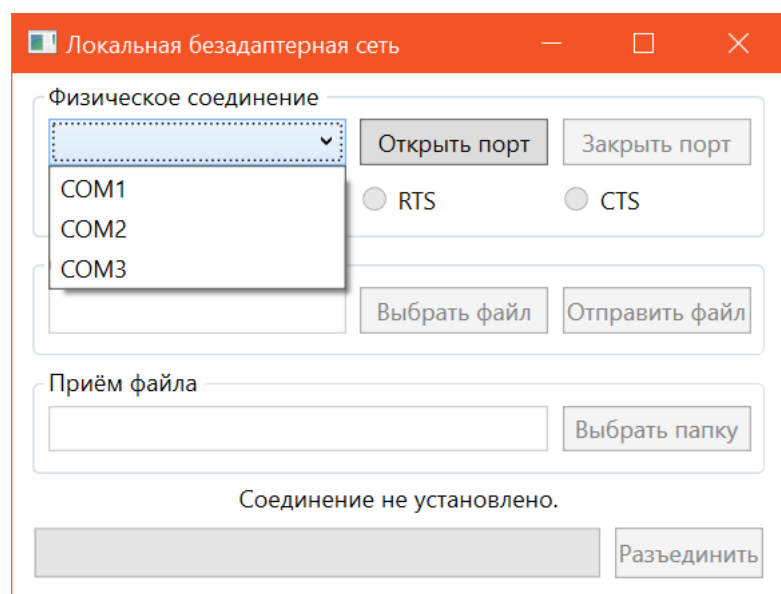 Локальная безадаптерная сеть
Физическое соединение
Открыть порт
Закрыть порт
COM1
COM2
COM3
RTS
CTS
Выбрать файл
Отправить файл
Приём файла
Выбрать папку
Соединение не установлено.
Разъединить